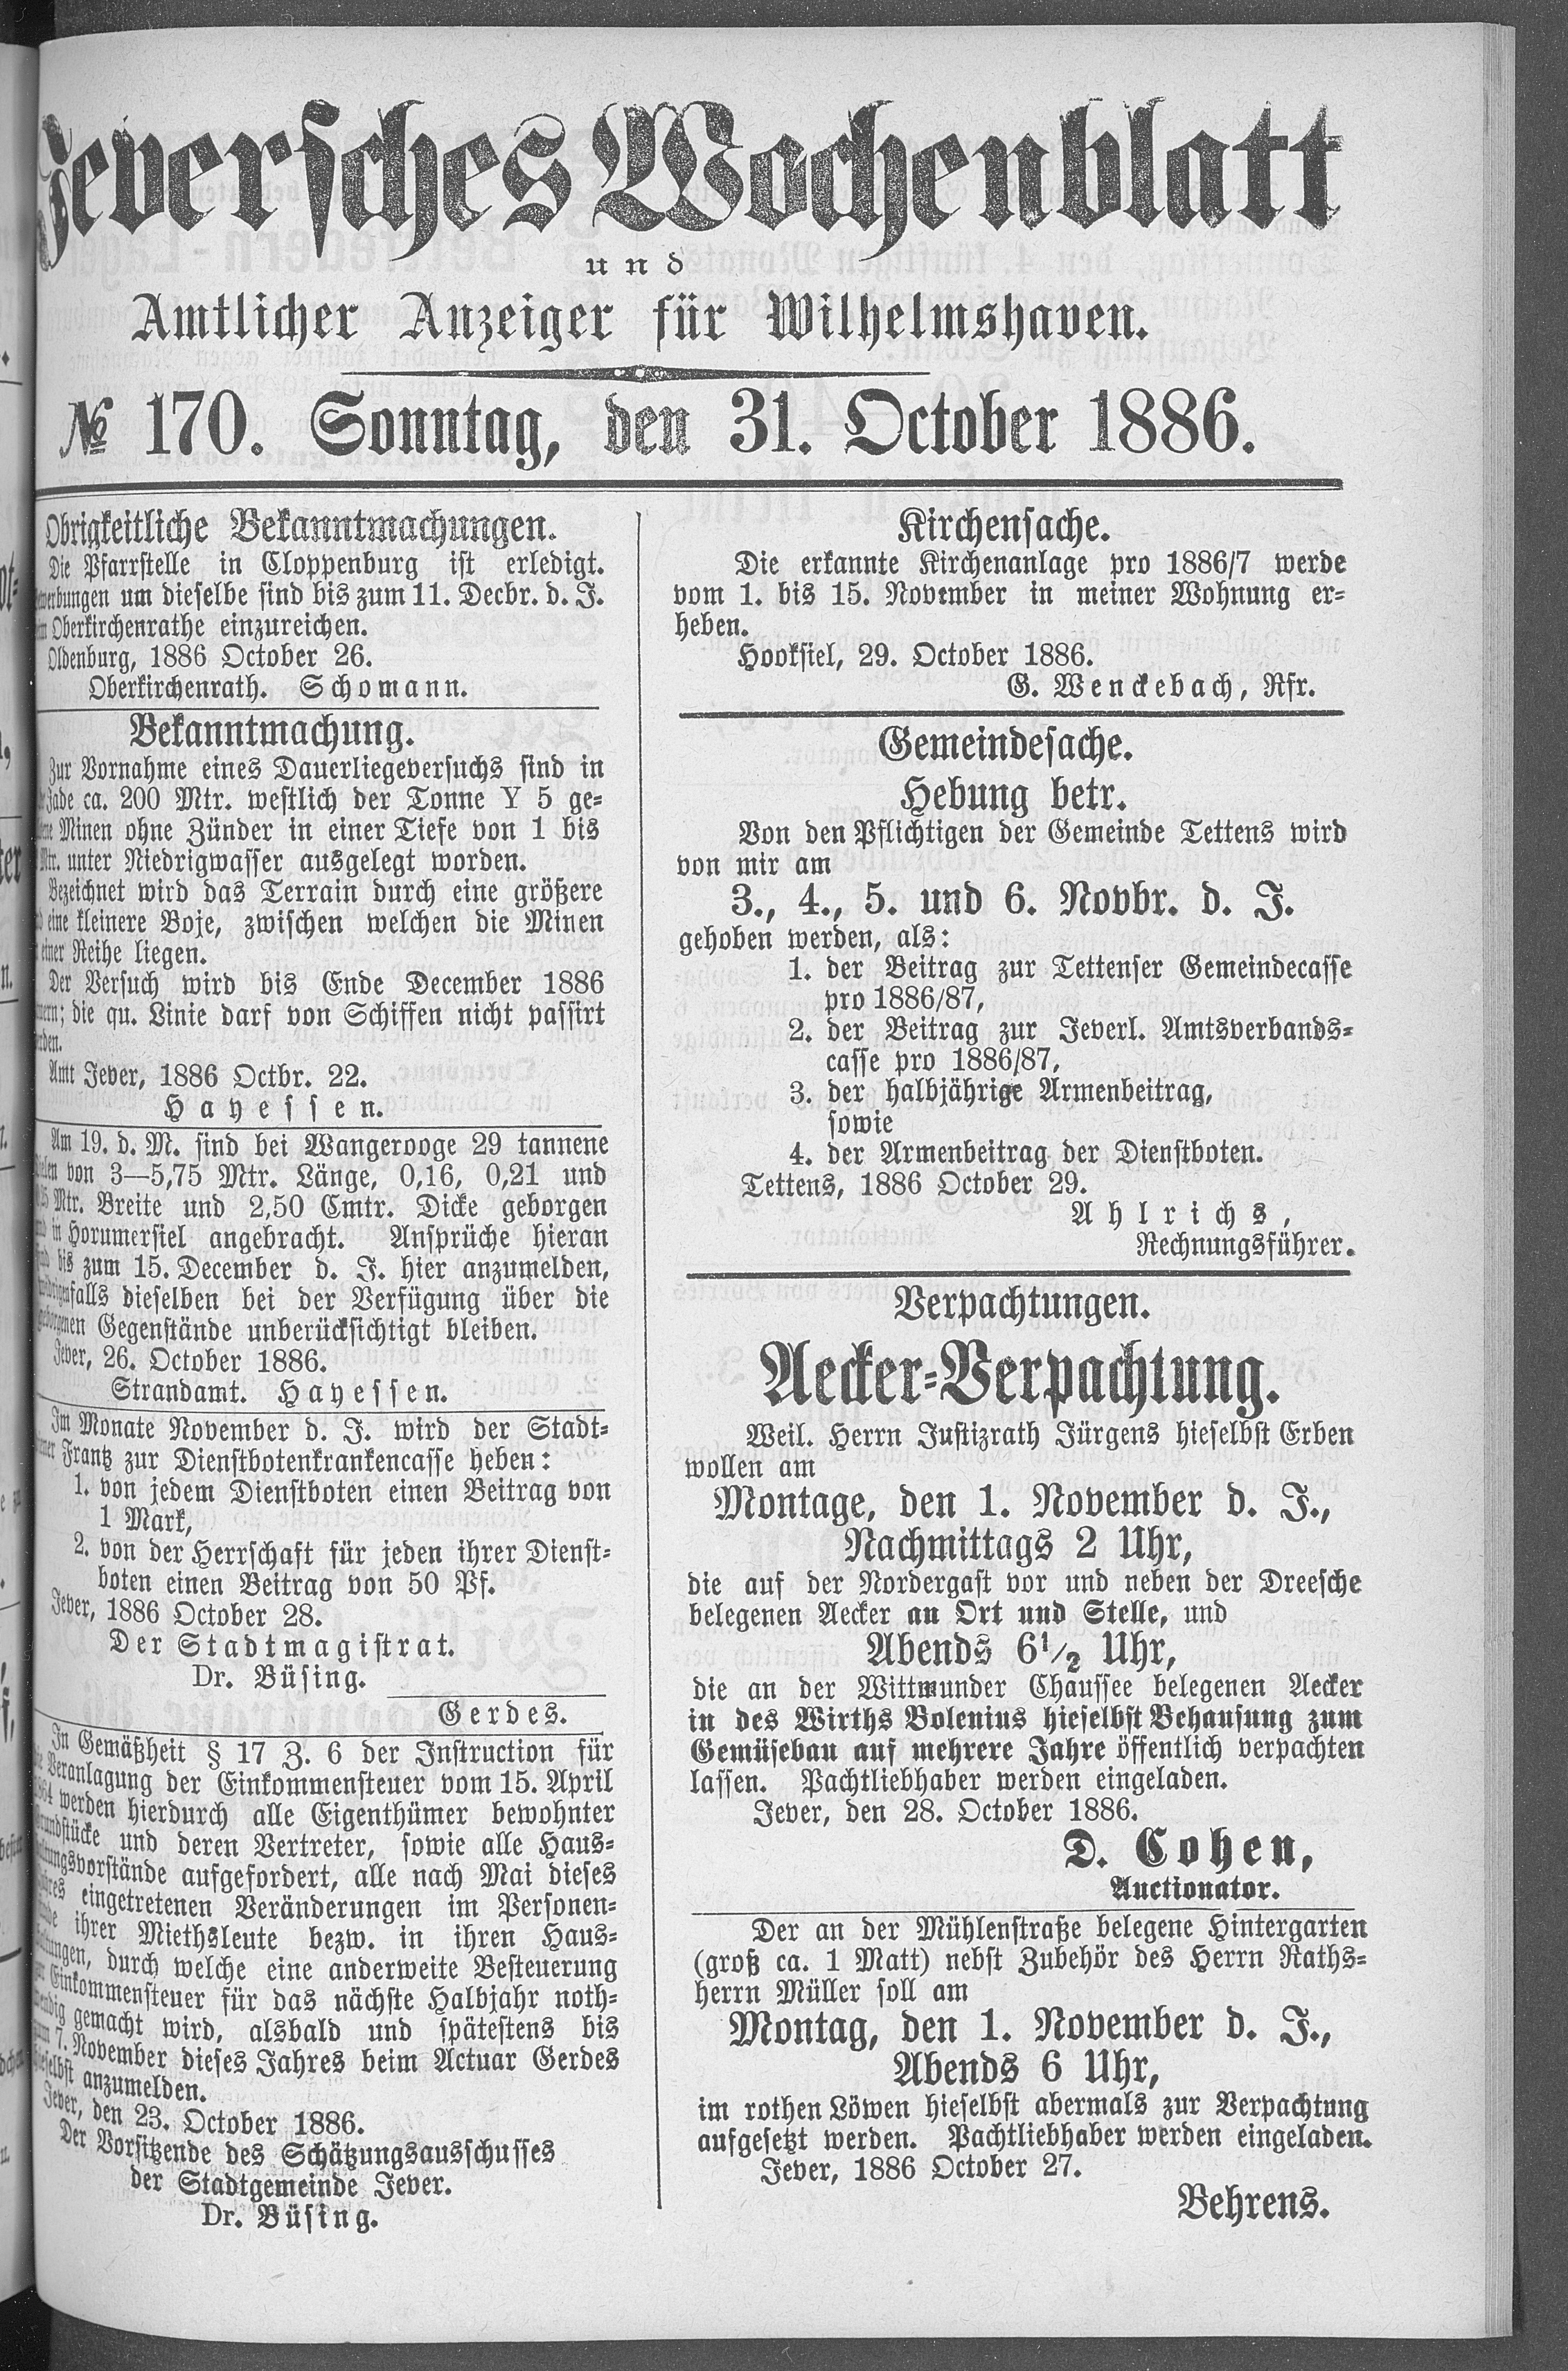 Jeversches Wochenblatt
und
Amtlicher Anzeiger für Wilhelmshaven.
№ 170. Sonntag, den 31. October 1886.
Obrigkeitliche Bekanntmachungen.
Die Pfarrstelle in Cloppenburg ist erledigt.
um dieselbe sind bis zum 11. Decbr. d. J.
Oberkirchenrathe einzureichen.
Oldenburg, 1886 October 26.
Oberkirchenrath. Schomann.
Bekanntmachung.
Zur Vornahme eines Dauerliegeversuchs sind in
Jade ca. 200 Mtr. westlich der Tonne Y 5 ge-
Minen ohne Zünder in einer Tiefe von 1 bis
Mtr. unter Niedrigwasser ausgelegt worden.
Bezeichnet wird das Terrain durch eine größere
eine kleinere Boje, zwischen welchen die Minen
einer Reihe liegen.
Der Versuch wird bis Ende December 1886
die qu. Linie darf von Schiffen nicht passirt
Amt Jever, 1886 Octbr. 22.
Hayessen.
Am 19. d. M. sind bei Wangerooge 29 tannene
von 3—5,75 Mtr. Länge, 0,16, 0,21 und
Mtr. Breite und 2,50 Cmtr. Dicke geborgen
in Horumersiel angebracht. Ansprüche hieran
bis zum 15. December d. J. hier anzumelden,
dieselben bei der Verfügung über die
Gegenstände unberücksichtigt bleiben.
Jever, 26. October 1886.
Strandamt. Hayessen.
Im Monate November d. J. wird der Stadt-
Frantz zur Dienstbotenkrankencasse heben:
1. von jedem Dienstboten einen Beitrag von
1 Mark,
2. von der Herrschaft für jeden ihrer Dienst-
boten einen Beitrag von 50 Pf.
Jever, 1886 October 28.
Der Stadtmagistrat.
Dr. Büsing.
Gerdes.
In Gemäßheit § 17 Z. 6 der Instruction für
Veranlagung der Einkommensteuer vom 15. April
werden hierdurch alle Eigenthümer bewohnter
und deren Vertreter, sowie alle Haus-
aufgefordert, alle nach Mai dieses
eingetretenen Veränderungen im Personen-
ihrer Miethsleute bezw. in ihren Haus-
durch welche eine anderweite Besteuerung
Einkommensteuer für das nächste Halbjahr noth-
gemacht wird, alsbald und spätestens bis
7. November dieses Jahres beim Actuar Gerdes
anzumelden.
Jever, den 23. October 1886.
Der Vorsitzende des Schätzungsausschusses
der Stadtgemeinde Jever.
Dr. Büsing.
Kirchensache.
Die erkannte Kirchenanlage pro 1886/7 werde
vom 1. bis 15. November in meiner Wohnung er-
heben.
Hooksiel, 29. October 1886.
G. Wenckebach, Rfr.
Gemeindesache.
Hebung betr.
Von den Pflichtigen der Gemeinde Tettens wird
von mir am
3., 4., 5. und 6. Novbr. d. J.
gehoben werden, als:
1. der Beitrag zur Tettenser Gemeindecasse
pro 1886/87,
2. der Beitrag zur Jeverl. Amtsverbands-
casse pro 1886/87,
3. der halbjährige Armenbeitrag,
sowie
4. der Armenbeitrag der Dienstboten.
Tettens, 1886 October 29.
Ahlrichs,
Rechnungsführer.
Verpachtungen.
Aecker-Verpachtung.
Weil. Herrn Justizrath Jürgens hieselbst Erben
wollen am
Montage, den 1. November d. J.,
Nachmittags 2 Uhr,
die auf der Nordergast vor und neben der Dreesche
belegenen Aecker an Ort und Stelle, und
Abends 6½ Uhr,
die an der Wittmunder Chaussee belegenen Aecker
in des Wirths Bolenius hieselbst Behausung zum
Gemüsebau auf mehrere Jahre öffentlich verpachten
lassen. Pachtliebhaber werden eingeladen.
Jever, den 28. October 1886.
D. Cohen,
Auctionator.
Der an der Mühlenstraße belegene Hintergarten
(groß ca. 1 Matt) nebst Zubehör des Herrn Raths-
herrn Müller soll am
Montag, den 1. November d. J.,
Abends 6 Uhr,
im rothen Löwen hieselbst abermals zur Verpachtung
aufgesetzt werden. Pachtliebhaber werden eingeladen.
Jever, 1886 October 27.
Behrens.